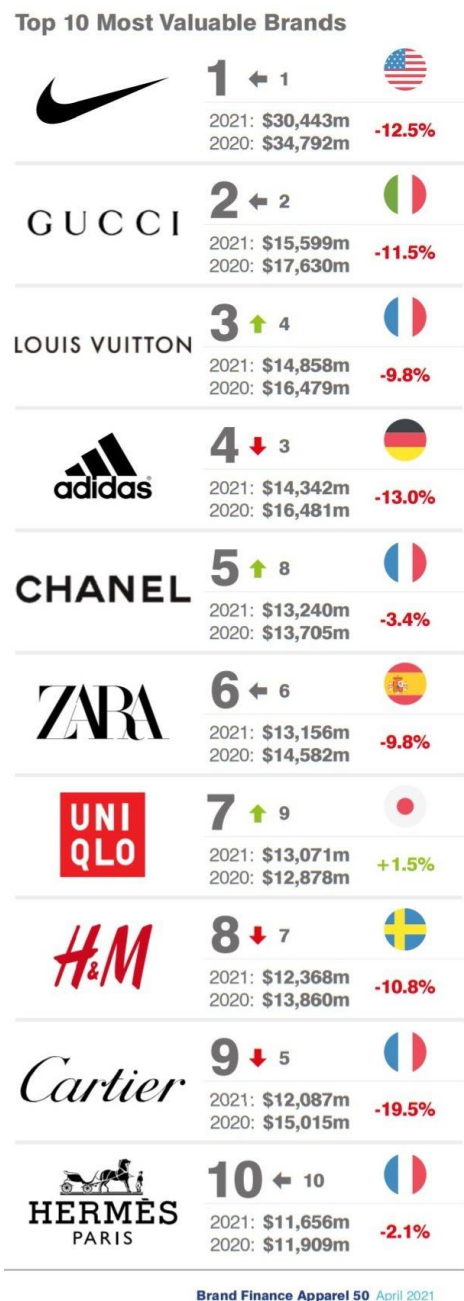 Top 10 Most Valuable Brands
1 1
2021: $30,443m
2020: $34,792m
-12.5%
GUCCI
2 2
2021: $15,599m
2020: $17,630m
-11.5%
LOUIS VUITTON
3 4
2021: $14,858m
2020: $16,479m
-9.8%
adidas
4 3
2021: $14,342m
2020: $16,481m
-13.0%
CHANEL
5 8
2021: $13,240m
2020: $13,705m
-3.4%
ZARA
6 6
2021: $13,156m
2020: $14,582m
-9.8%
UNI
QLO
7 9
2021: $13,071m
2020: $12,878m
+1.5%
H&M
8 7
2021: $12,368m
2020: $13,860m
-10.8%
Cartier
9 5
2021: $12,087m
2020: $15,015m
-19.5%
HERMÈS
PARIS
10 10
2021: $11,656m
2020: $11,909m
-2.1%
Brand Finance Apparel 50 April 2021